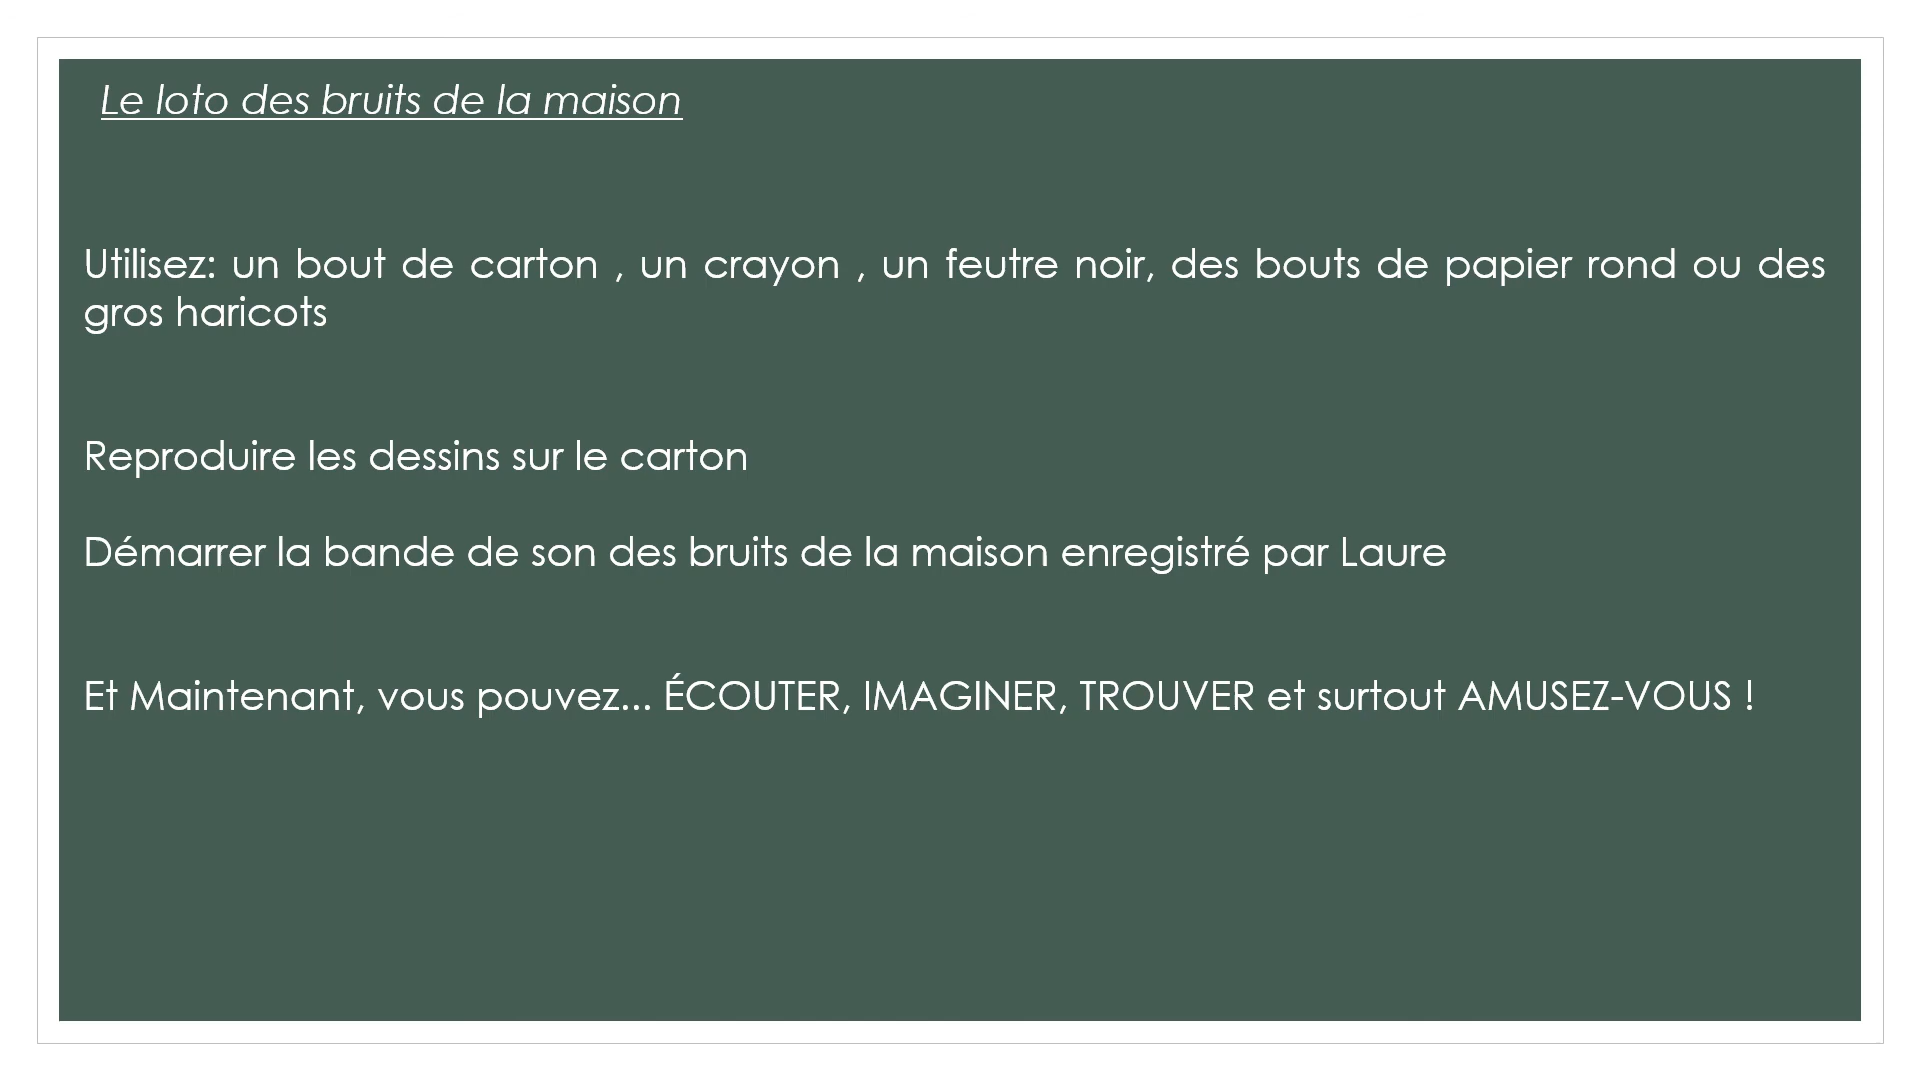 Le loto des bruits de la maison
Utilisez: un bout de carton , un crayon , un feutre noir, des bouts de papier rond ou des
gros haricots
Reproduire les dessins sur le carton
Démarrer la bande de son des bruits de la maison enregistré par Laure
Et Maintenant, vous pouvez... ÉCOUTER, IMAGINER, TROUVER et surtout AMUSEZ-VOUS !